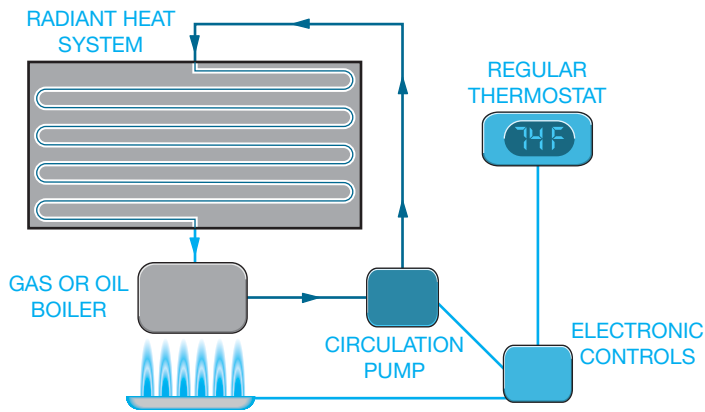 RADIANT HEAT
SYSTEM
REGULAR
THERMOSTAT
74F
GAS OR OIL
BOILER
CIRCULATION
PUMP
ELECTRONIC
CONTROLS